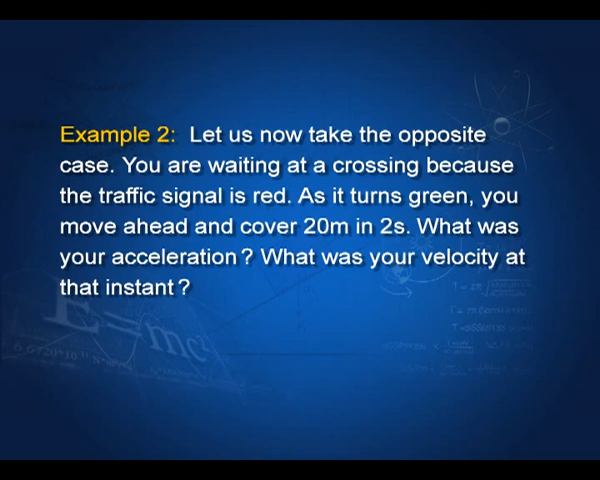 Example 2: Let us now take the opposite
case. You are waiting at a crossing because
the traffic signal is red. As it turns green, you
move ahead and cover 20m in 2s. What was
your acceleration ? What was your velocity at
that instant ?
E=mc²